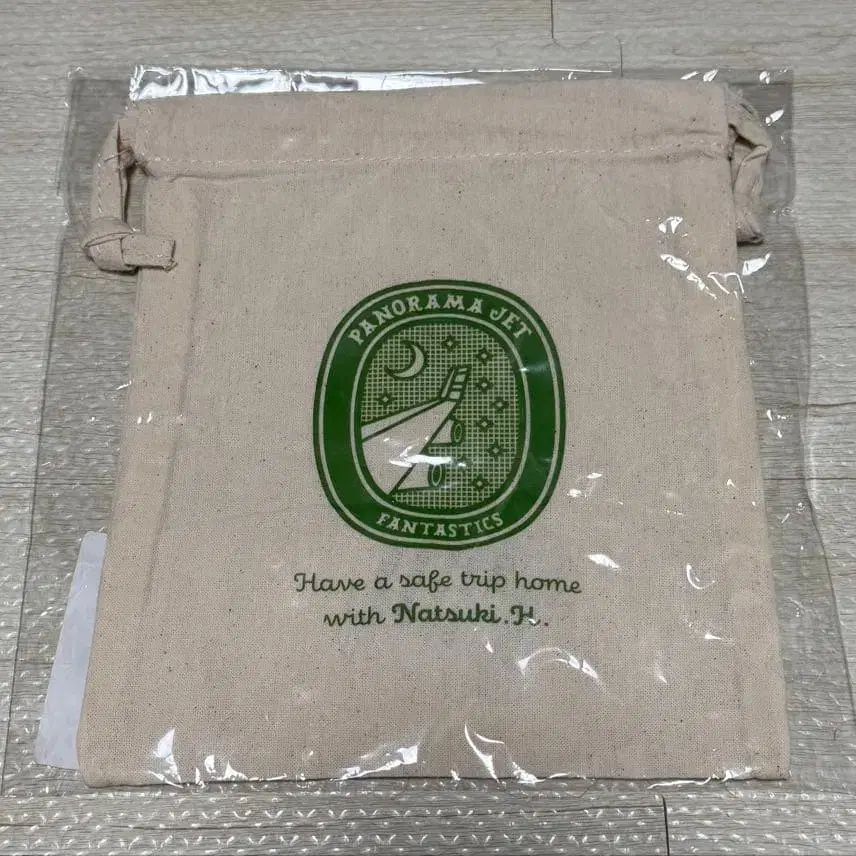 PANORAMA JET
FANTASTICS
Have a safe trip home
with Natsuki.H.